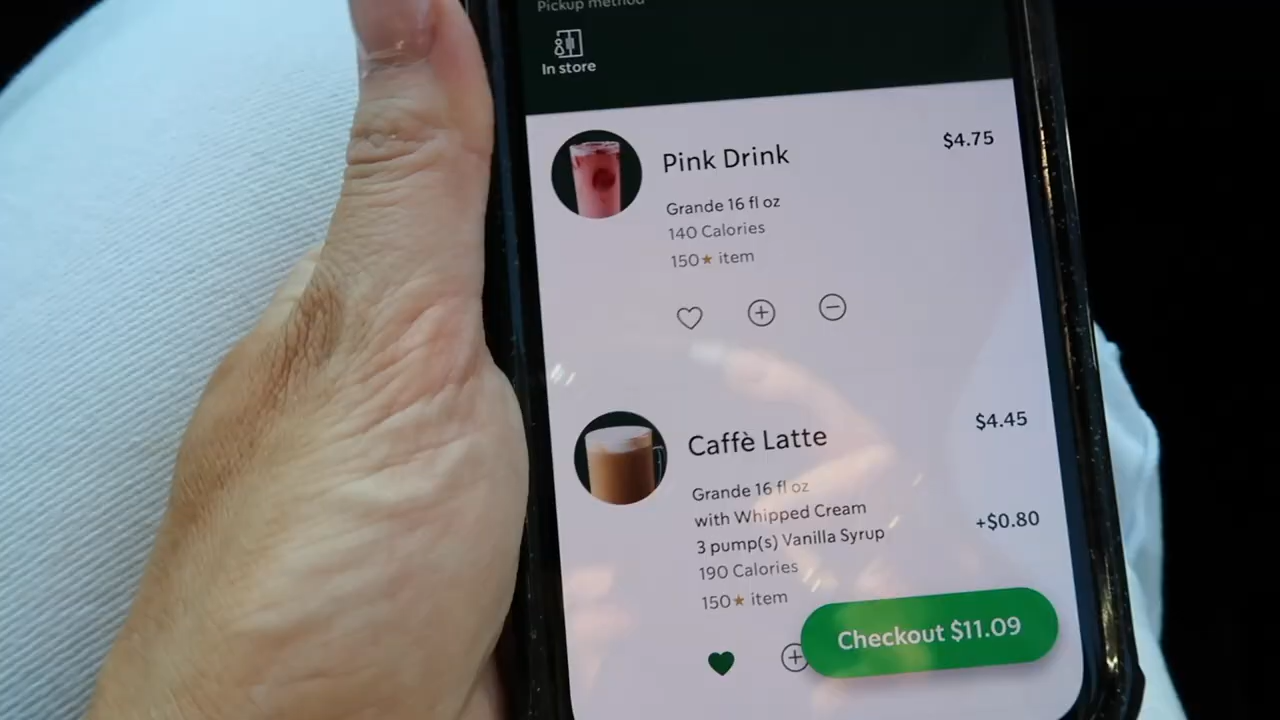 Pickup method
In store
Pink Drink
$4.75
Grande 16 fl oz
140 Calories
150★ item
Caffè Latte
$4.45
Grande 16 fl oz
with Whipped Cream
3 pump(s) Vanilla Syrup
+$0.80
190 Calories
150★ item
Checkout $11.09